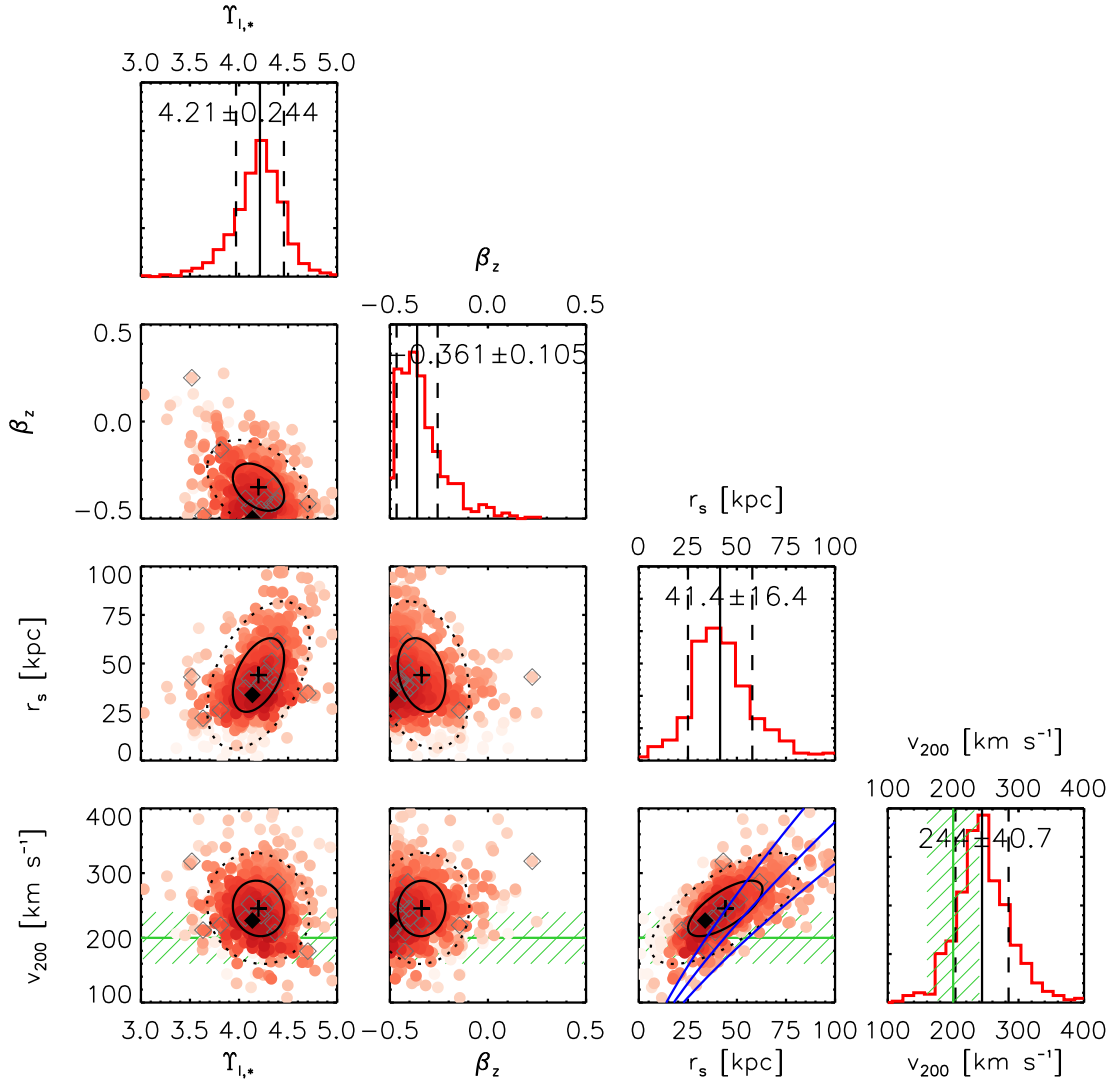 ΥI,*
3.0 3.5 4.0 4.5 5.0
4.21±0.244
βz
−0.5 0.0 0.5
0.5
0.0
−0.5
βz
−0.361±0.105
rs [kpc]
0 25 50 75 100
100
75
50
25
0
rs [kpc]
41.4±16.4
v200 [km s−1]
100 200 300 400
400
300
200
100
v200 [km s−1]
244±40.7
3.0 3.5 4.0 4.5 5.0
−0.5 0.0 0.5
0 25 50 75 100
100 200 300 400
ΥI,*
βz
rs [kpc]
v200 [km s−1]